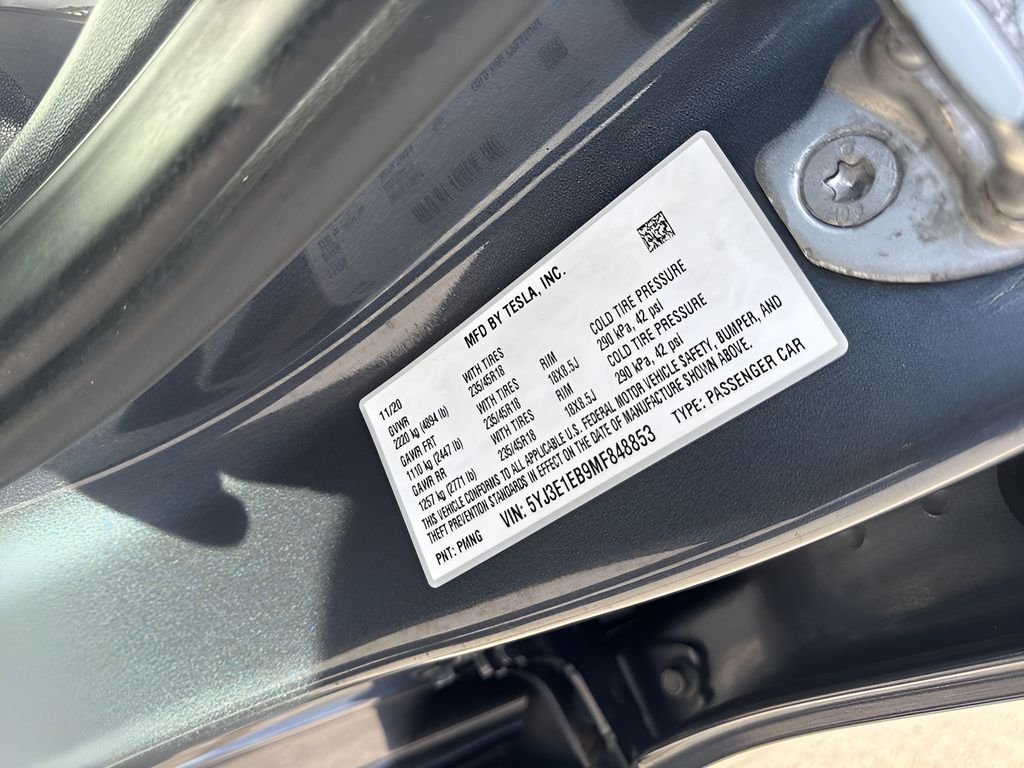 MFD BY TESLA, INC.
11/20
GVWR WITH TIRES
2220 kg (4894 lb) 235/45R18
GAWR FRT WITH TIRES RIM COLD TIRE PRESSURE
1110 kg (2447 lb) 235/45R18 18X8.5J 290 kPa, 42 psi
GAWR RR WITH TIRES RIM COLD TIRE PRESSURE
1257 kg (2771 lb) 235/45R18 18X8.5J 290 kPa, 42 psi
THIS VEHICLE CONFORMS TO ALL APPLICABLE U.S. FEDERAL MOTOR VEHICLE SAFETY, BUMPER, AND
THEFT PREVENTION STANDARDS IN EFFECT ON THE DATE OF MANUFACTURE SHOWN ABOVE.
VIN: 5YJ3E1EB9MF848853 TYPE: PASSENGER CAR
PNT: PMNG